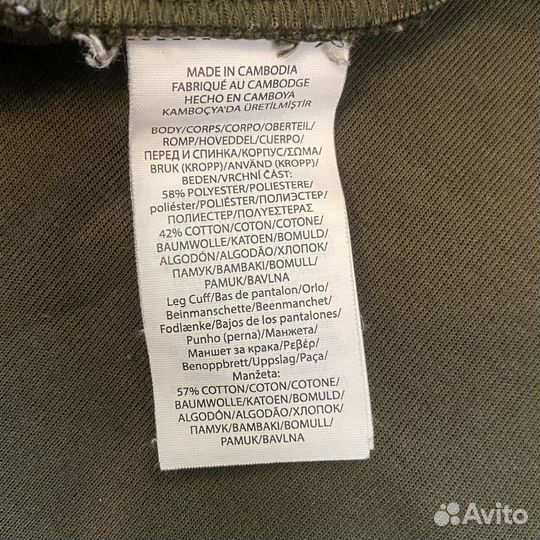 MADE IN CAMBODIA
FABRIQUÉ AU CAMBODGE
HECHO EN CAMBOYA
KAMBOÇYA'DA ÜRETİLMİŞTİR
BODY/CORPS/CORPO/OBERTEIL/
ROMP/HOVEDDEL/CUERPO/
ПЕРЕД И СПИНКА/КОРПУС/ΣΩΜΑ/
BRUK (KROPP)/ANVÄND (KROPP)/
BEDEN/VRCHNÍ ČÁST:
58% POLYESTER/POLIESTERE/
poliéster/POLIÉSTER/ПОЛИЭСТЕР/
ПОЛИЕСТЕР/ΠΟΛΥΕΣΤΕΡΑΣ
42% COTTON/COTON/COTONE/
BAUMWOLLE/KATOEN/BOMULD/
ALGODÓN/ALGODÃO/ХЛОПОК/
ПАМУК/ΒΑΜΒΑΚΙ/BOMULL/
PAMUK/BAVLNA
Leg Cuff/Bas de pantalon/Orlo/
Beinmanschette/Beenmanchet/
Fodlænke/Bajos de los pantalones/
Punho (perna)/Манжета/
Маншет за крака/Ρεβέρ/
Benoppbrett/Uppslag/Paça/
Manžeta:
57% COTTON/COTON/COTONE/
BAUMWOLLE/KATOEN/BOMULD/
ALGODÓN/ALGODÃO/ХЛОПОК/
ПАМУК/ΒΑΜΒΑΚΙ/BOMULL/
PAMUK/BAVLNA
Avito